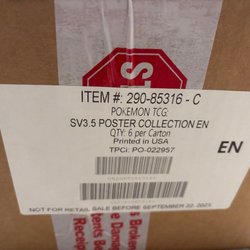 ITEM #: 290-85316 - C
POKEMON TCG:
SV3.5 POSTER COLLECTION EN
QTY: 6 per Carton
Printed in USA
TPCi: PO-022957
EN
NOT FOR RETAIL SALE BEFORE SEPTEMBER 22, 2023